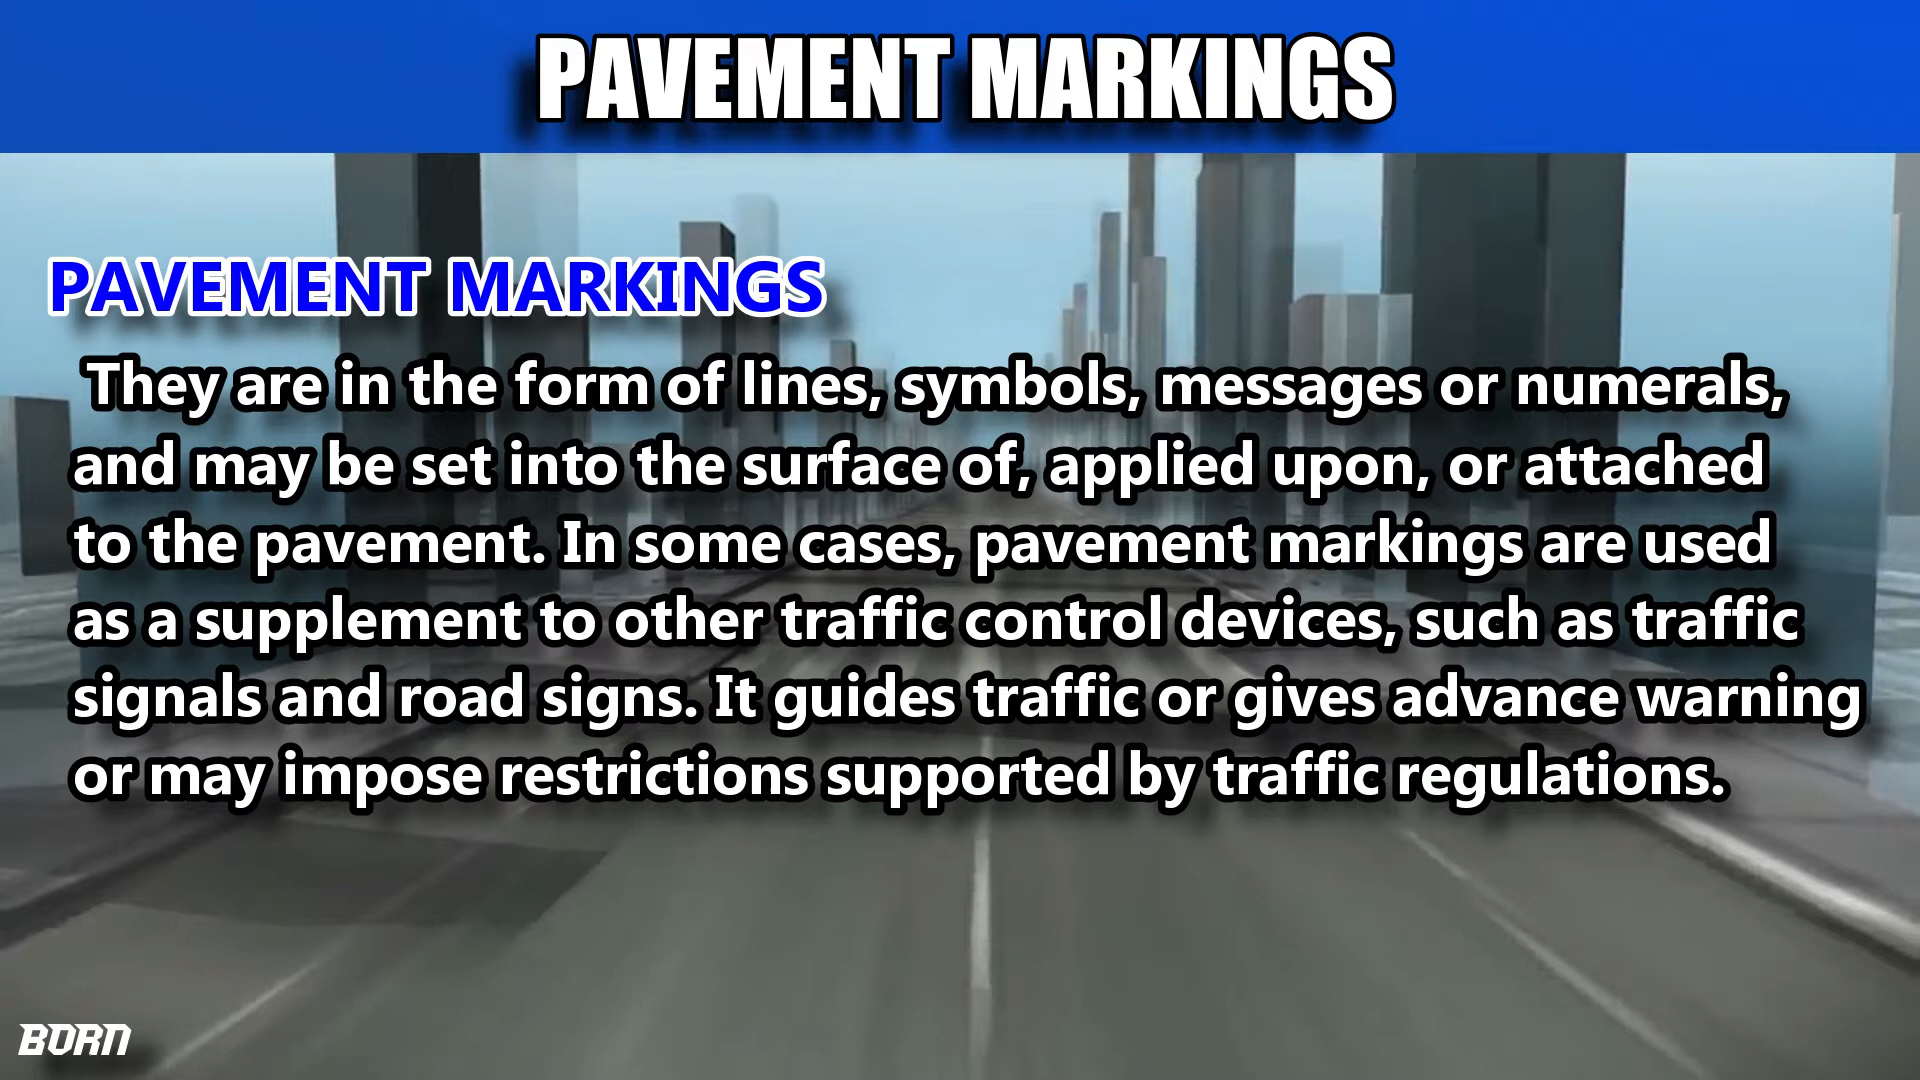 PAVEMENT MARKINGS
PAVEMENT MARKINGS
They are in the form of lines, symbols, messages or numerals,
and may be set into the surface of, applied upon, or attached
to the pavement. In some cases, pavement markings are used
as a supplement to other traffic control devices, such as traffic
signals and road signs. It guides traffic or gives advance warning
or may impose restrictions supported by traffic regulations.
BORN